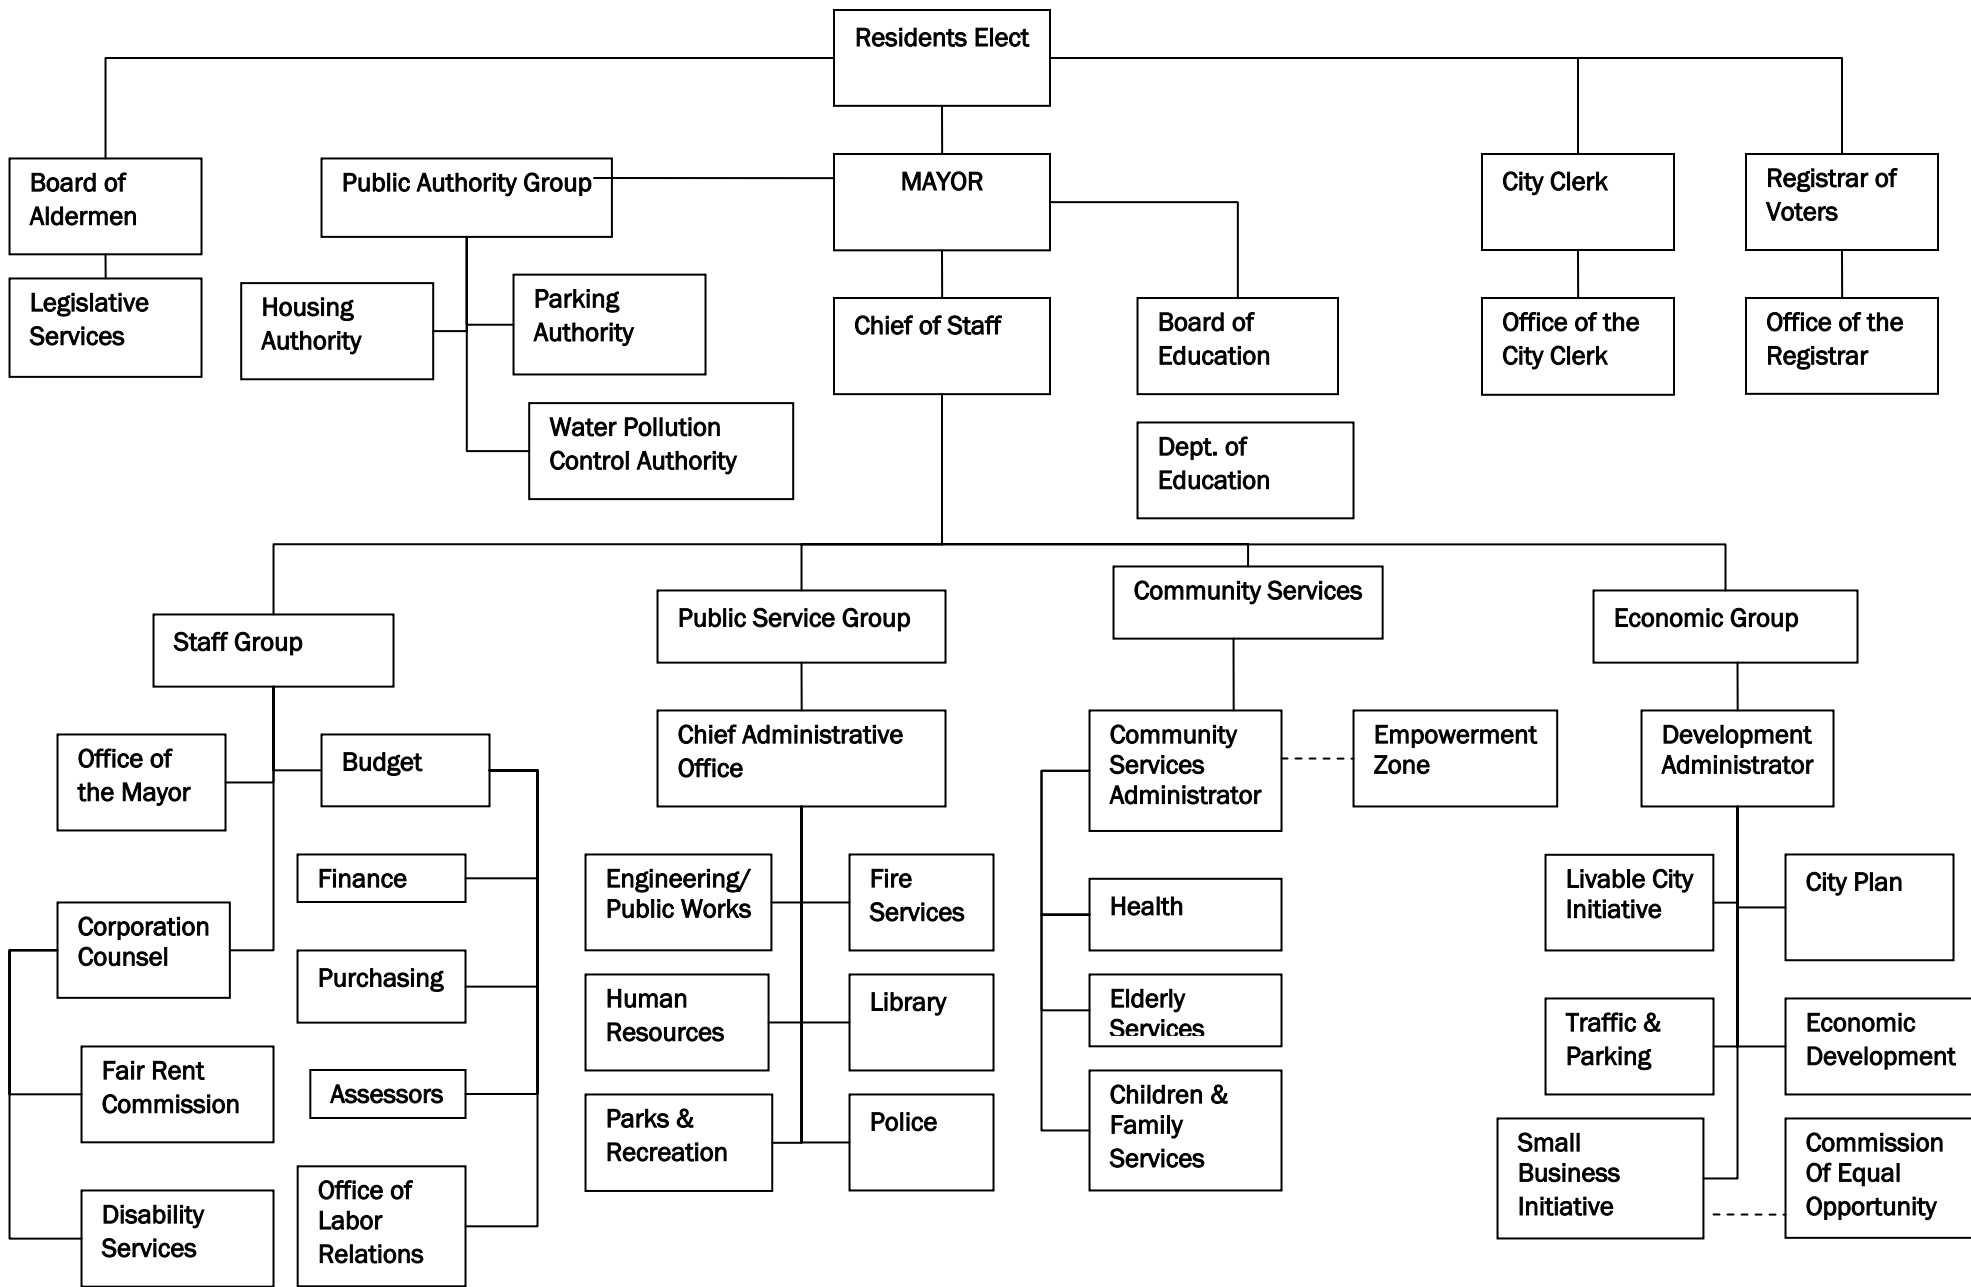 Residents Elect
Board of
Aldermen
Public Authority Group
MAYOR
City Clerk
Registrar of
Voters
Legislative
Services
Housing
Authority
Parking
Authority
Chief of Staff
Board of
Education
Office of the
City Clerk
Office of the
Registrar
Water Pollution
Control Authority
Dept. of
Education
Staff Group
Public Service Group
Community Services
Economic Group
Office of
the Mayor
Budget
Chief Administrative
Office
Community
Services
Administrator
Empowerment
Zone
Development
Administrator
Finance
Engineering/
Public Works
Fire
Services
Health
Livable City
Initiative
City Plan
Corporation
Counsel
Purchasing
Human
Resources
Library
Elderly
Services
Traffic &
Parking
Economic
Development
Fair Rent
Commission
Assessors
Parks &
Recreation
Police
Children &
Family
Services
Small
Business
Initiative
Commission
Of Equal
Opportunity
Disability
Services
Office of
Labor
Relations